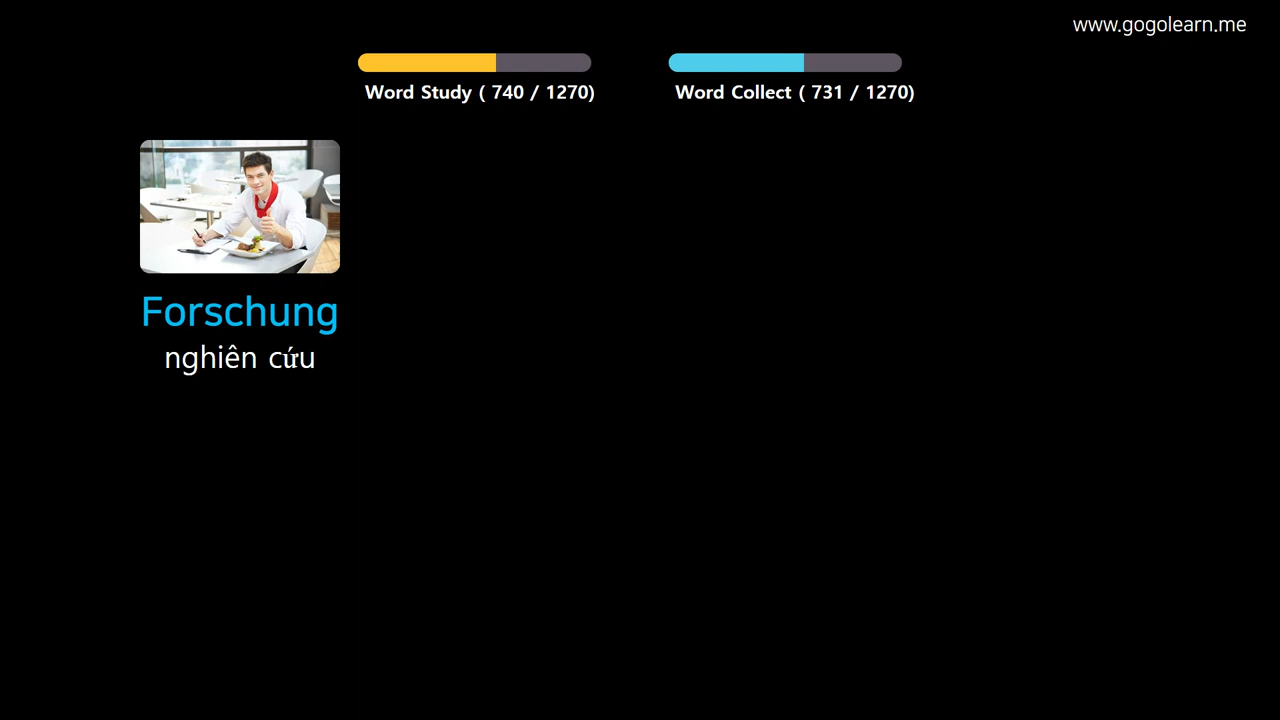 www.gogolearn.me
Word Study ( 740 / 1270)
Word Collect ( 731 / 1270)
Forschung
nghiên cứu